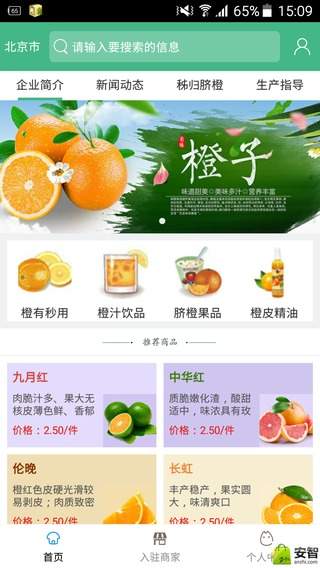 65
84%
15:09
北京市
请输入要搜索的信息
企业简介 新闻动态 秭归脐橙 生产指导
橙子
味道甜美☆美味多汁☆营养丰富
橙有秒用 橙汁饮品 脐橙果品 橙皮精油
推荐商品
九月红
肉脆汁多、果大无
核皮薄色鲜、香郁
价格：2.50/件
中华红
质脆嫩化渣，酸甜
适中，味浓具有玫
价格：2.50/件
伦晚
橙红色皮硬光滑较
易剥皮；肉质致密
价格：2.50/件
长虹
丰产稳产，果实圆
大，味清爽口
价格：2.50/件
首页 入驻商家 个人中
安智
anzhi.com